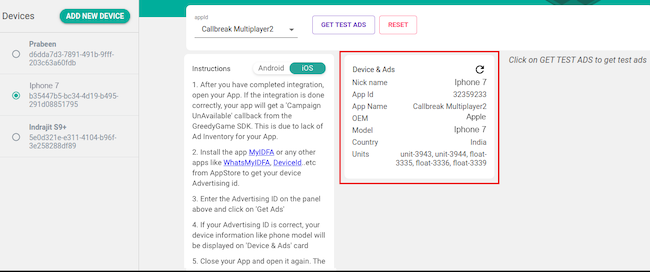 Devices
ADD NEW DEVICE
Prabeen
d6dda7d3-7891-491b-9fff-
203c63a60fdb
Iphone 7
b35447b5-bc34-4d19-b495-
291d08851795
Indrajit S9+
5e0d321e-e311-4104-b96f-
3e258288df89
appId
Callbreak Multiplayer2
GET TEST ADS
RESET
Instructions
Android
iOS
1. After you have completed integration,
open your App. If the integration is done
correctly, your app will get a 'Campaign
UnAvailable' callback from the
GreedyGame SDK. This is due to lack of
Ad Inventory for your App.
2. Install the app MyIDFA or any other
apps like WhatsMyIDFA, DeviceId..etc
from AppStore to get your device
Advertising id.
3. Enter the Advertising ID on the panel
above and click on 'Get Ads'
4. If your Advertising ID is correct, your
device information like phone model will
be displayed on 'Device & Ads' card
5. Close your App and open it again. The
Device & Ads
Nick name Iphone 7
App Id 32359233
App Name Callbreak Multiplayer2
OEM Apple
Model Iphone 7
Country India
Units unit-3943, unit-3944, float-
3335, float-3336, float-3339
Click on GET TEST ADS to get test ads